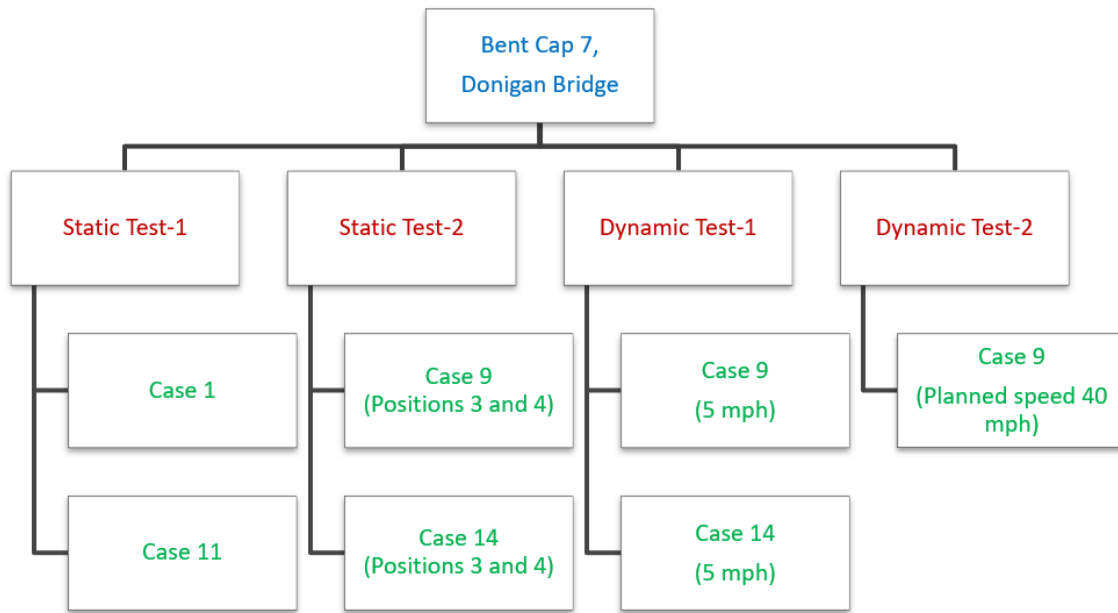 Bent Cap 7,
Donigan Bridge
Static Test-1
Static Test-2
Dynamic Test-1
Dynamic Test-2
Case 1
Case 9
(Positions 3 and 4)
Case 9
(5 mph)
Case 9
(Planned speed 40
mph)
Case 11
Case 14
(Positions 3 and 4)
Case 14
(5 mph)